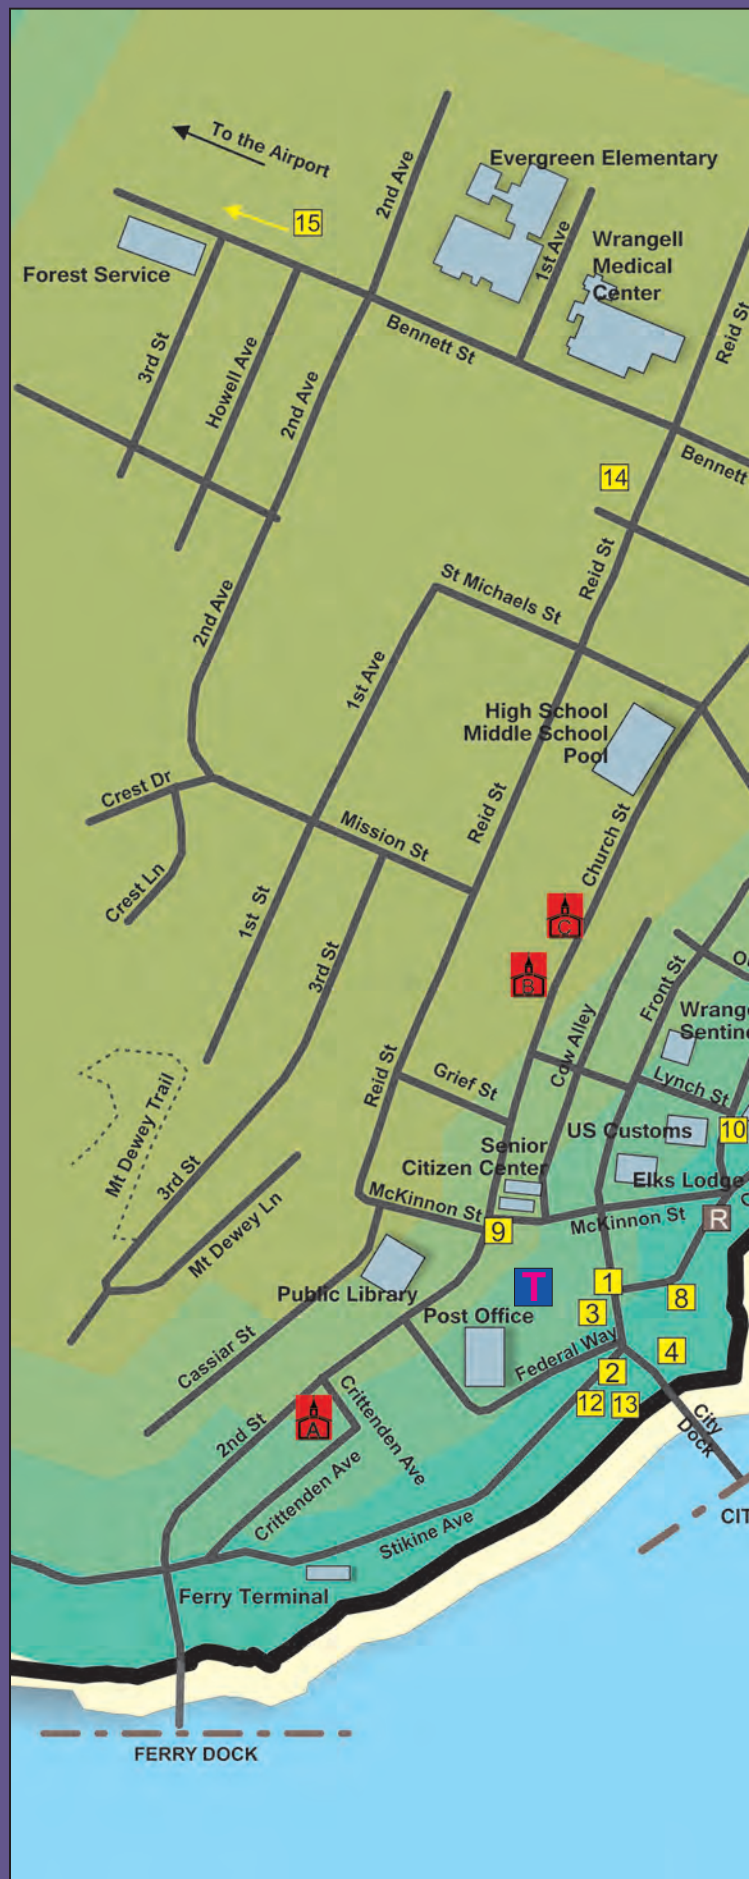 To the Airport
2nd Ave
Evergreen Elementary
15
1st Ave
Wrangell
Medical
Center
Forest Service
Reid St
3rd St
Howell Ave
2nd Ave
Bennett St
Bennett
14
Reid St
St Michaels St
2nd Ave
1st Ave
High School
Middle School
Pool
Crest Dr
Mission St
Reid St
Church St
Crest Ln
1st St
3rd St
C
B
Front St
Cow Alley
Lynch St
Reid St
Grief St
Mt Dewey Trail
3rd St
Mt Dewey Ln
US Customs
10
Senior
Citizen Center
Elks Lodge
McKinnon St
McKinnon St
R
9
T
1
8
3
Public Library
Post Office
Federal Way
4
2
12
13
Cassiar St
City
Dock
2nd St
A
Crittenden Ave
Crittenden Ave
Stikine Ave
Ferry Terminal
FERRY DOCK